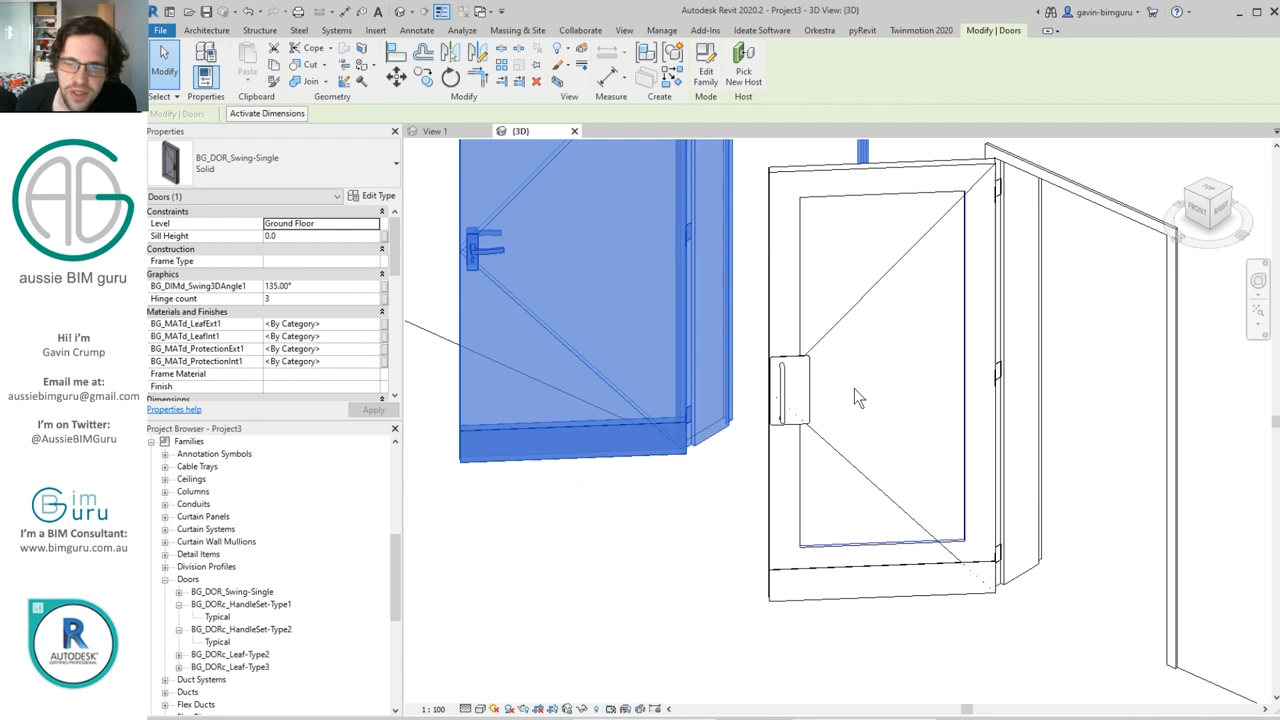 Autodesk Revit 2020.2 - Project3 - 3D View: {3D}
gavin-bimguru
File
Architecture
Structure
Steel
Systems
Insert
Annotate
Analyze
Massing & Site
Collaborate
View
Manage
Add-Ins
Ideate Software
Orkestra
pyRevit
Twinmotion 2020
Modify | Doors
Modify
Paste
Cope
Cut
Join
Edit Family
Pick New Host
Select
Properties
Clipboard
Geometry
Modify
View
Measure
Create
Mode
Host
Modify | Doors
Activate Dimensions
Properties
View 1
{3D}
BG_DOR_Swing-Single
Solid
Doors (1)
Edit Type
Constraints
Level Ground Floor
Sill Height 0.0
Construction
Frame Type
Graphics
BG_DIMd_Swing3DAngle1 135.00°
Hinge count 3
Materials and Finishes
BG_MATd_LeafExt1 <By Category>
BG_MATd_LeafInt1 <By Category>
BG_MATd_ProtectionExt1 <By Category>
BG_MATd_ProtectionInt1 <By Category>
Frame Material
Finish
Dimensions
Properties help
Apply
Project Browser - Project3
Families
Annotation Symbols
Cable Trays
Ceilings
Columns
Conduits
Curtain Panels
Curtain Systems
Curtain Wall Mullions
Detail Items
Division Profiles
Doors
BG_DOR_Swing-Single
BG_DORc_HandleSet-Type1
Typical
BG_DORc_HandleSet-Type2
Typical
BG_DORc_Leaf-Type2
BG_DORc_Leaf-Type3
Duct Systems
Ducts
Flex Ducts
1 : 100
TOP
FRONT
RIGHT
aussie BIM guru
Hi! i'm
Gavin Crump
Email me at:
aussiebimguru@gmail.com
I'm on Twitter:
@AussieBIMGuru
Bim
Guru
I'm a BIM Consultant:
www.bimguru.com.au
R
AUTODESK
CERTIFIED PROFESSIONAL